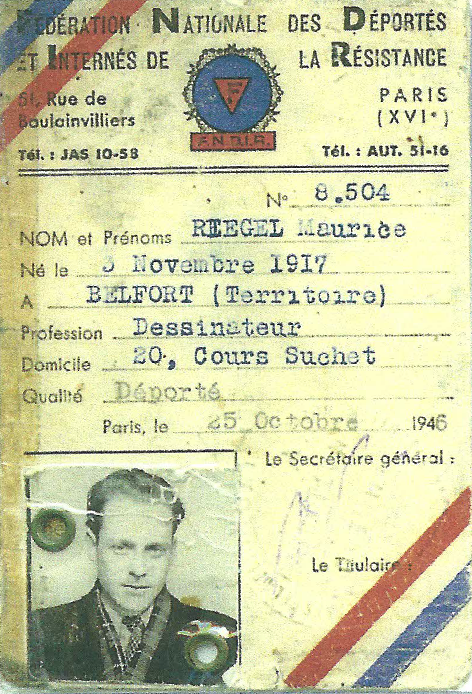 FÉDÉRATION NATIONALE DES DÉPORTÉS
ET INTERNÉS DE LA RÉSISTANCE
61, Rue de Boulainvilliers
PARIS (XVIe)
Tél. : JAS 10-58
Tél. : AUT. 51-16
F
F.N.D.I.R.
N° 8.504
NOM et Prénoms REEGEL Maurice
Né le 3 Novembre 1917
A BELFORT (Territoire)
Profession Dessinateur
Domicile 20, Cours Suchet
Qualité Déporté
Paris, le 25 Octobre 1946
Le Secrétaire général :
Le Titulaire :